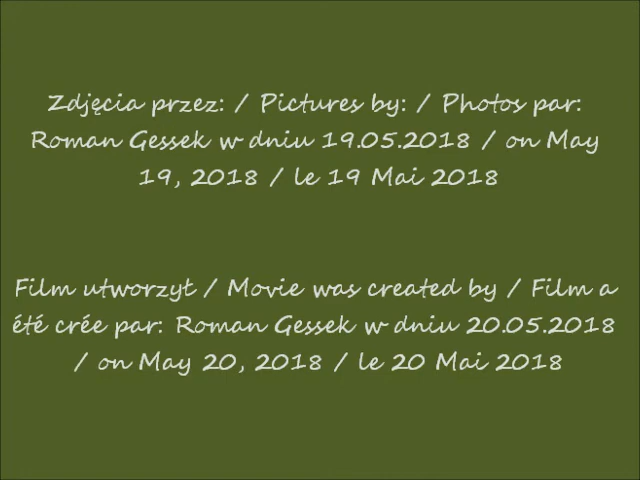 Zdjęcia przez: / Pictures by: / Photos par:
Roman Gessek w dniu 19.05.2018 / on May
19, 2018 / le 19 Mai 2018
Film utworzył / Movie was created by / Film a
été crée par: Roman Gessek w dniu 20.05.2018
/ on May 20, 2018 / le 20 Mai 2018